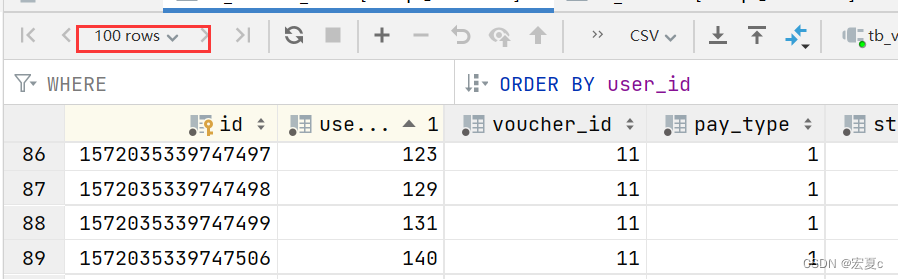 100 rows CSV tb_v
WHERE ORDER BY user_id
id use... 1 voucher_id pay_type st
86 1572035339747497 123 11 1
87 1572035339747498 129 11 1
88 1572035339747499 131 11 1
89 1572035339747506 140 11 1
CSDN @宏夏c